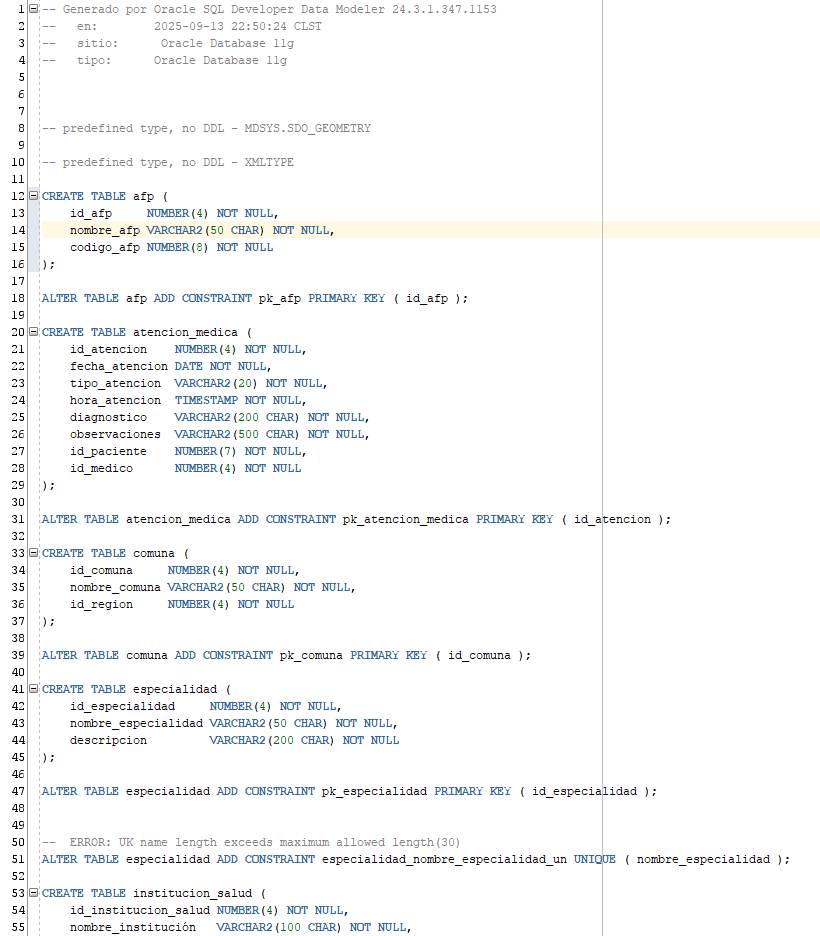 1 -- Generado por Oracle SQL Developer Data Modeler 24.3.1.347.1153
2 --   en:        2025-09-13 22:50:24 CLST
3 --   sitio:      Oracle Database 11g
4 --   tipo:      Oracle Database 11g
5
6
7
8 -- predefined type, no DDL - MDSYS.SDO_GEOMETRY
9
10 -- predefined type, no DDL - XMLTYPE
11
12 CREATE TABLE afp (
13     id_afp     NUMBER(4) NOT NULL,
14     nombre_afp VARCHAR2(50 CHAR) NOT NULL,
15     codigo_afp NUMBER(8) NOT NULL
16 );
17
18 ALTER TABLE afp ADD CONSTRAINT pk_afp PRIMARY KEY ( id_afp );
19
20 CREATE TABLE atencion_medica (
21     id_atencion    NUMBER(4) NOT NULL,
22     fecha_atencion DATE NOT NULL,
23     tipo_atencion  VARCHAR2(20) NOT NULL,
24     hora_atencion  TIMESTAMP NOT NULL,
25     diagnostico    VARCHAR2(200 CHAR) NOT NULL,
26     observaciones  VARCHAR2(500 CHAR) NOT NULL,
27     id_paciente    NUMBER(7) NOT NULL,
28     id_medico      NUMBER(4) NOT NULL
29 );
30
31 ALTER TABLE atencion_medica ADD CONSTRAINT pk_atencion_medica PRIMARY KEY ( id_atencion );
32
33 CREATE TABLE comuna (
34     id_comuna     NUMBER(4) NOT NULL,
35     nombre_comuna VARCHAR2(50 CHAR) NOT NULL,
36     id_region     NUMBER(4) NOT NULL
37 );
38
39 ALTER TABLE comuna ADD CONSTRAINT pk_comuna PRIMARY KEY ( id_comuna );
40
41 CREATE TABLE especialidad (
42     id_especialidad     NUMBER(4) NOT NULL,
43     nombre_especialidad VARCHAR2(50 CHAR) NOT NULL,
44     descripcion         VARCHAR2(200 CHAR) NOT NULL
45 );
46
47 ALTER TABLE especialidad ADD CONSTRAINT pk_especialidad PRIMARY KEY ( id_especialidad );
48
49
50 --  ERROR: UK name length exceeds maximum allowed length(30)
51 ALTER TABLE especialidad ADD CONSTRAINT especialidad_nombre_especialidad_un UNIQUE ( nombre_especialidad );
52
53 CREATE TABLE institucion_salud (
54     id_institucion_salud NUMBER(4) NOT NULL,
55     nombre_institución   VARCHAR2(100 CHAR) NOT NULL,